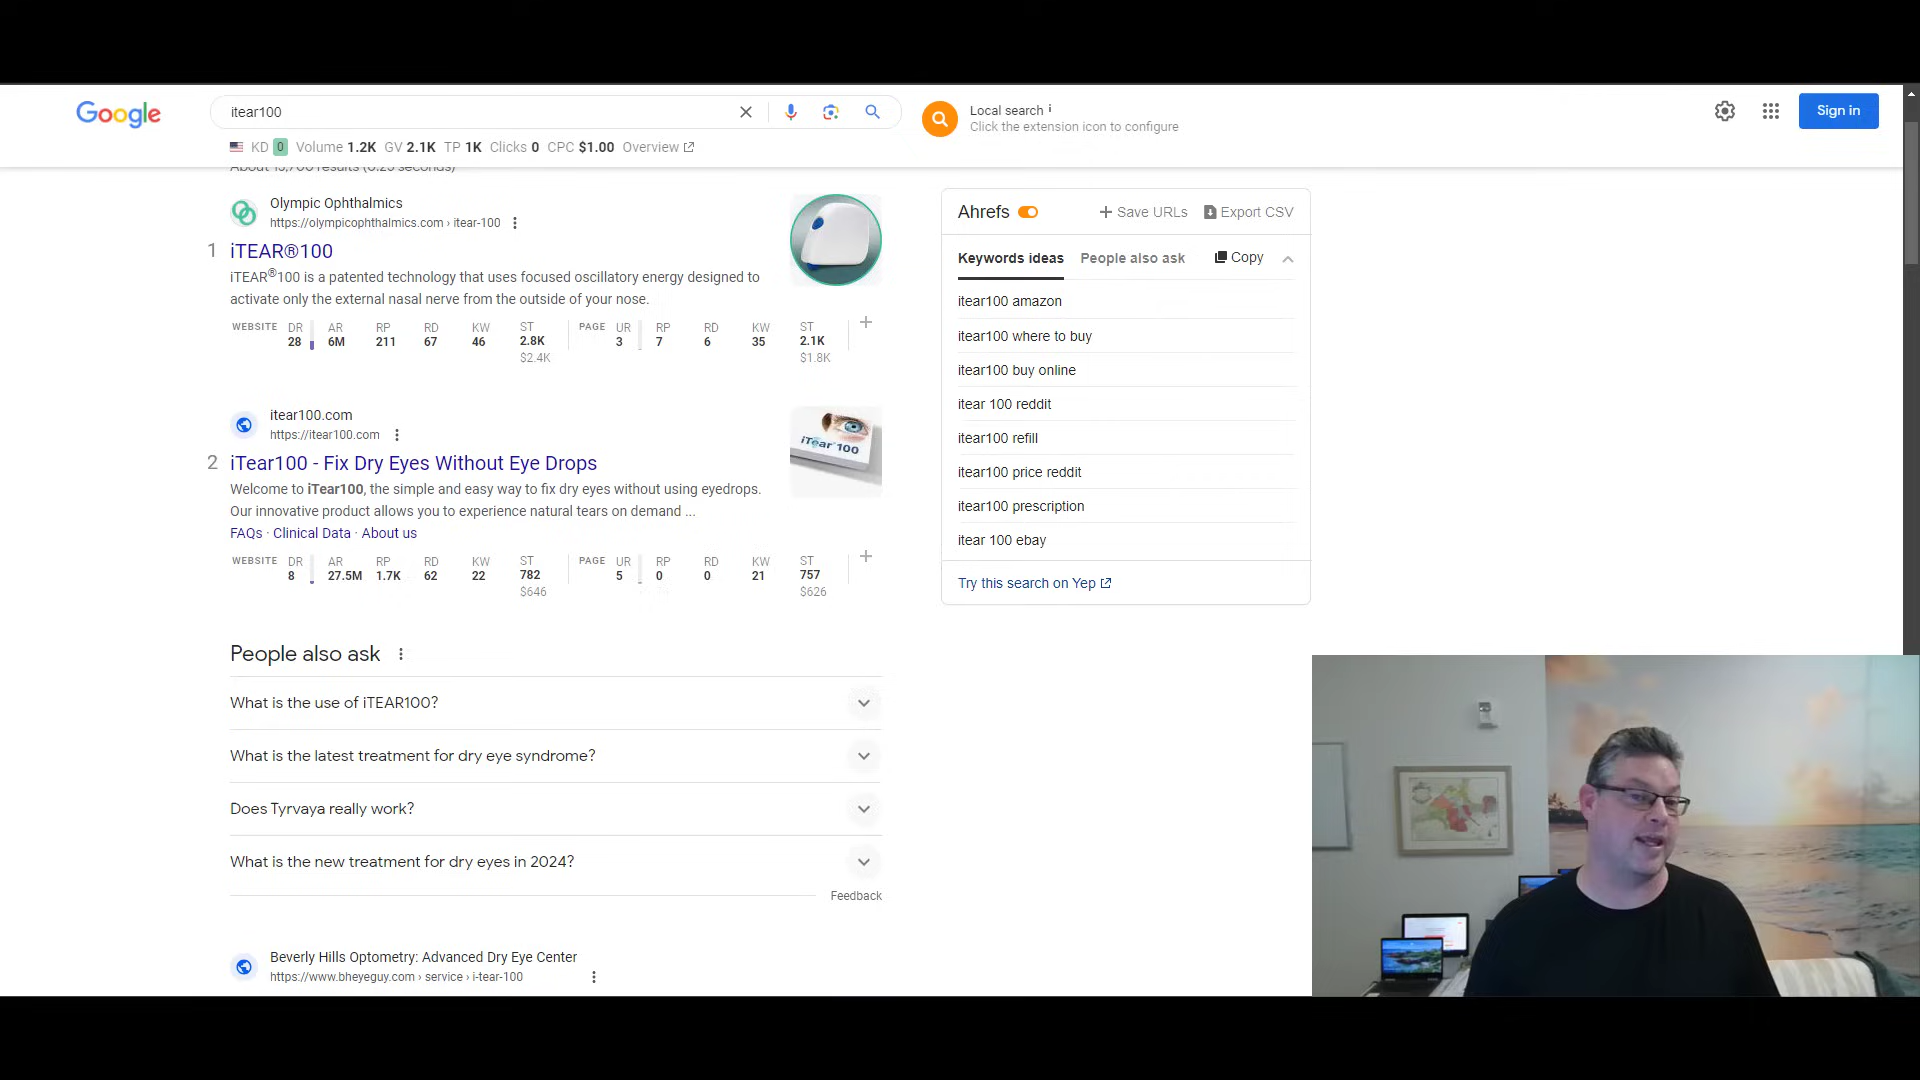 Google
itear100
Local search i
Click the extension icon to configure
Sign in
KD 0 Volume 1.2K GV 2.1K TP 1K Clicks 0 CPC $1.00 Overview
Olympic Ophthalmics
https://olympicophthalmics.com › itear-100
1 iTEAR®100
iTEAR®100 is a patented technology that uses focused oscillatory energy designed to
activate only the external nasal nerve from the outside of your nose.
WEBSITE DR AR RP RD KW ST PAGE UR RP RD KW ST
28 6M 211 67 46 2.8K 3 7 6 35 2.1K
$2.4K $1.8K
itear100.com
https://itear100.com
iTear100
2 iTear100 - Fix Dry Eyes Without Eye Drops
Welcome to iTear100, the simple and easy way to fix dry eyes without using eyedrops.
Our innovative product allows you to experience natural tears on demand ...
FAQs · Clinical Data · About us
WEBSITE DR AR RP RD KW ST PAGE UR RP RD KW ST
8 27.5M 1.7K 62 22 782 5 0 0 21 757
$646 $626
People also ask
What is the use of iTEAR100?
What is the latest treatment for dry eye syndrome?
Does Tyrvaya really work?
What is the new treatment for dry eyes in 2024?
Feedback
Beverly Hills Optometry: Advanced Dry Eye Center
https://www.bheyeguy.com › service › i-tear-100
Ahrefs
Save URLs Export CSV
Keywords ideas People also ask Copy
itear100 amazon
itear100 where to buy
itear100 buy online
itear 100 reddit
itear100 refill
itear100 price reddit
itear100 prescription
itear 100 ebay
Try this search on Yep